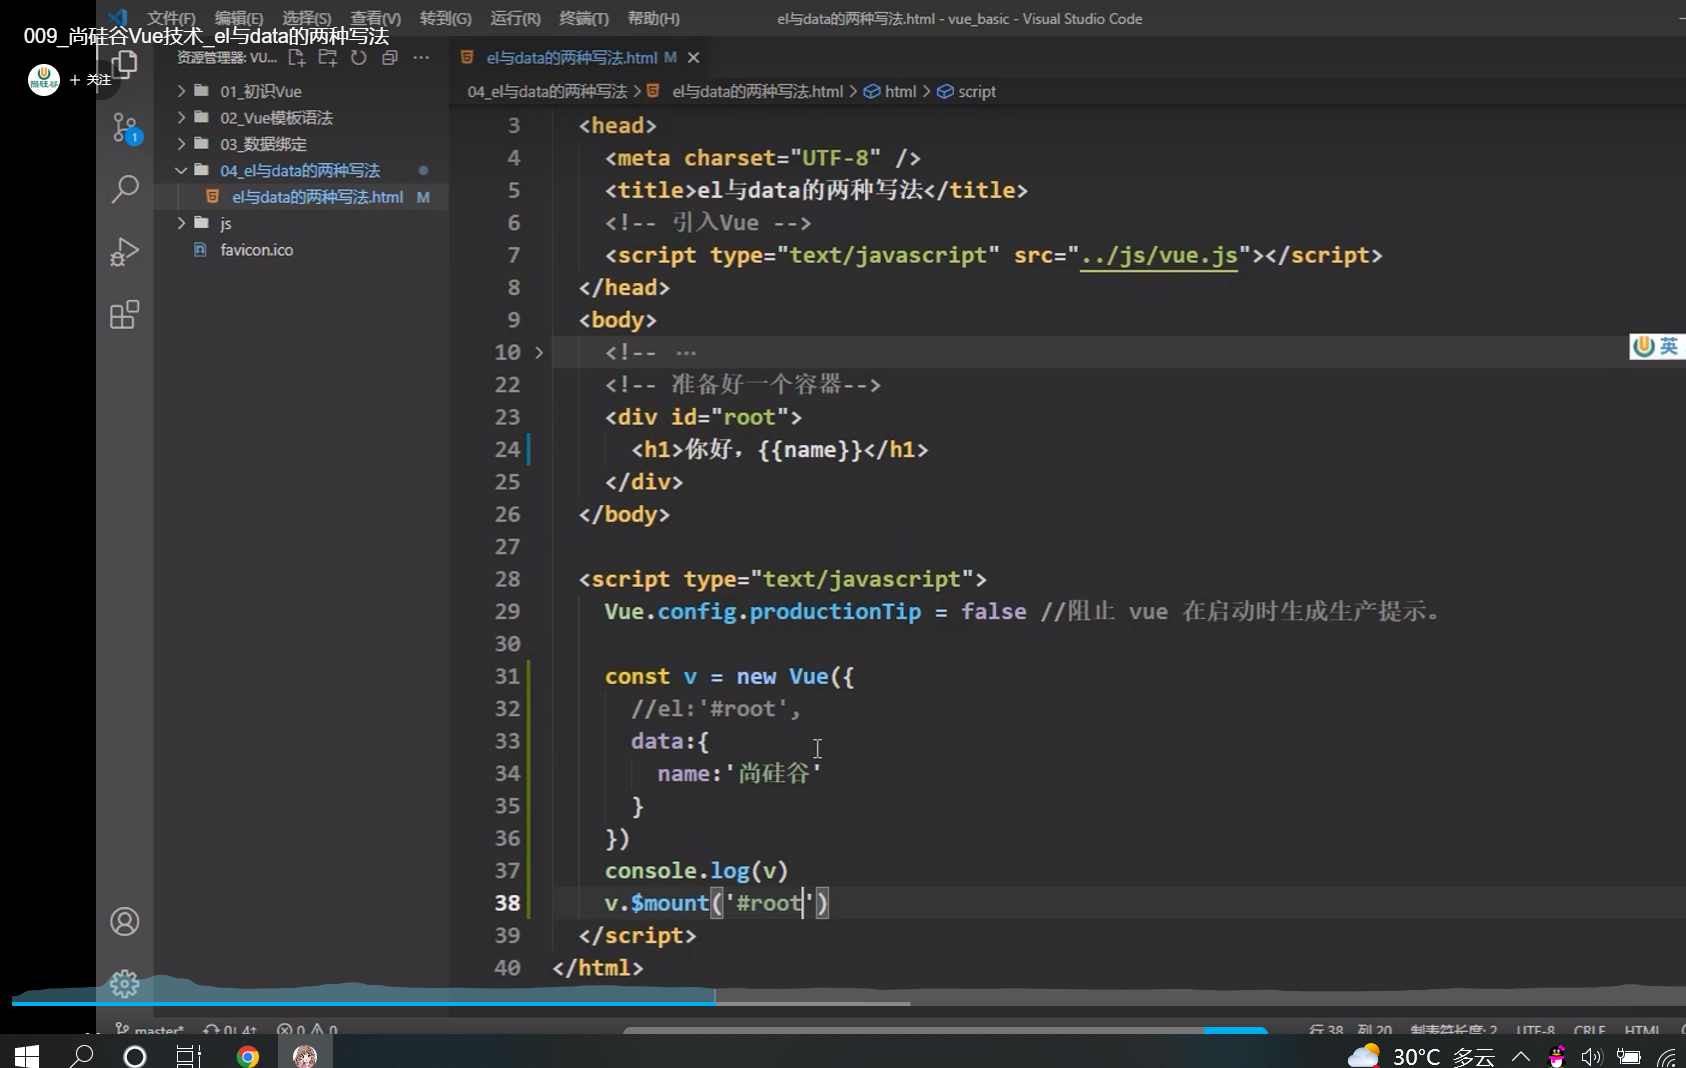 文件(F) 编辑(E) 选择(S) 查看(V) 转到(G) 运行(R) 终端(T) 帮助(H) el与data的两种写法.html - vue_basic - Visual Studio Code
009_尚硅谷Vue技术_el与data的两种写法
资源管理器: VU...
el与data的两种写法.html M
尚硅谷
+ 关注
04_el与data的两种写法 > el与data的两种写法.html > html > script
01_初识Vue
02_Vue模板语法
03_数据绑定
04_el与data的两种写法
el与data的两种写法.html M
js
favicon.ico
1
3 <head>
4 <meta charset="UTF-8" />
5 <title>el与data的两种写法</title>
6 <!-- 引入Vue -->
7 <script type="text/javascript" src="../js/vue.js"></script>
8 </head>
9 <body>
10 <!-- ···
22 <!-- 准备好一个容器-->
23 <div id="root">
24 <h1>你好，{{name}}</h1>
25 </div>
26 </body>
27
28 <script type="text/javascript">
29 Vue.config.productionTip = false //阻止 vue 在启动时生成生产提示。
30
31 const v = new Vue({
32 //el:'#root',
33 data:{
34 name:'尚硅谷'
35 }
36 })
37 console.log(v)
38 v.$mount('#root')
39 </script>
40 </html>
英
master* 0↓ 4↑ 0 0 行 38, 列 20 制表符长度: 2 UTF-8 CRLF HTML
30°C 多云